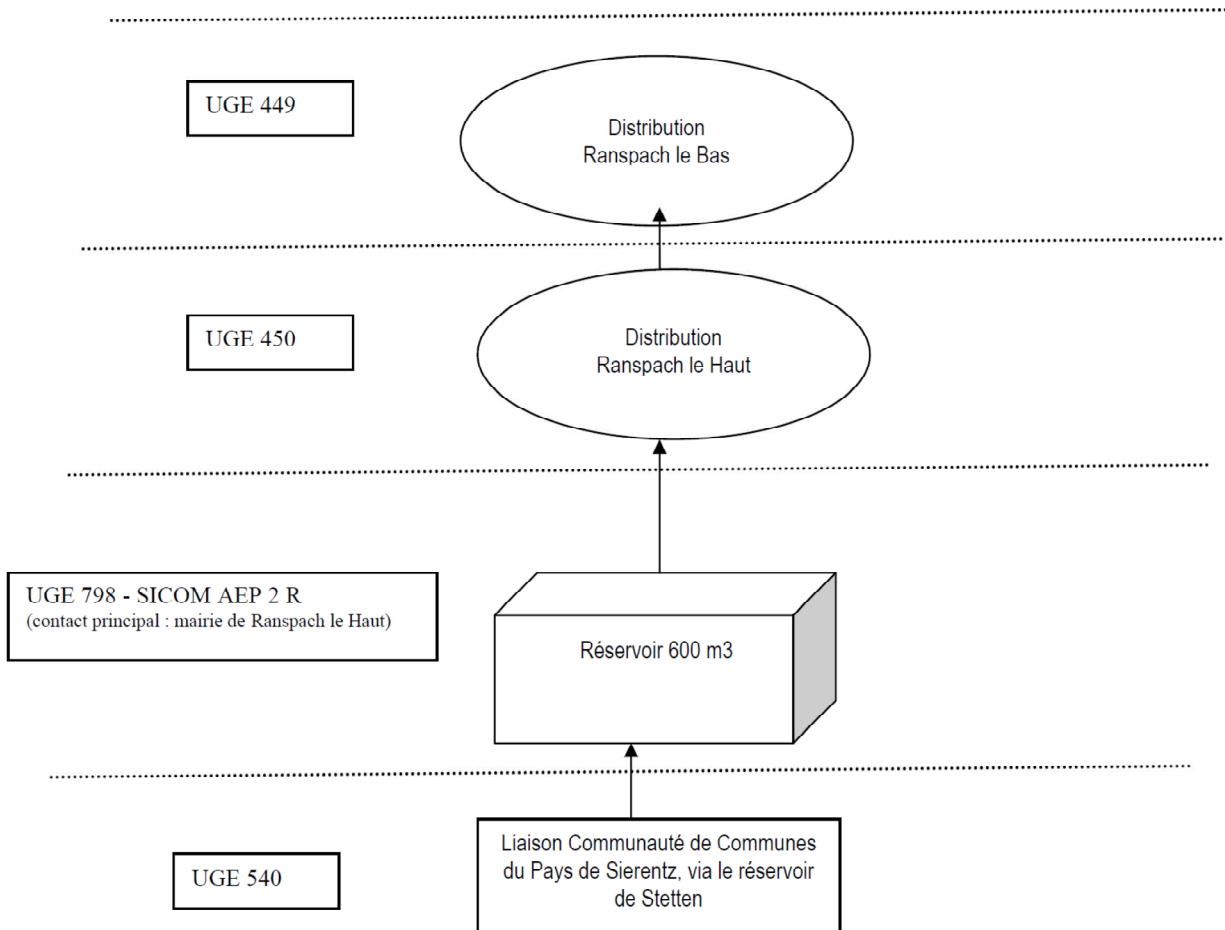 UGE 449
Distribution
Ranspach le Bas
UGE 450
Distribution
Ranspach le Haut
UGE 798 - SICOM AEP 2 R
(contact principal : mairie de Ranspach le Haut)
Réservoir 600 m3
Liaison Communauté de Communes
du Pays de Sierentz, via le réservoir
de Stetten
UGE 540